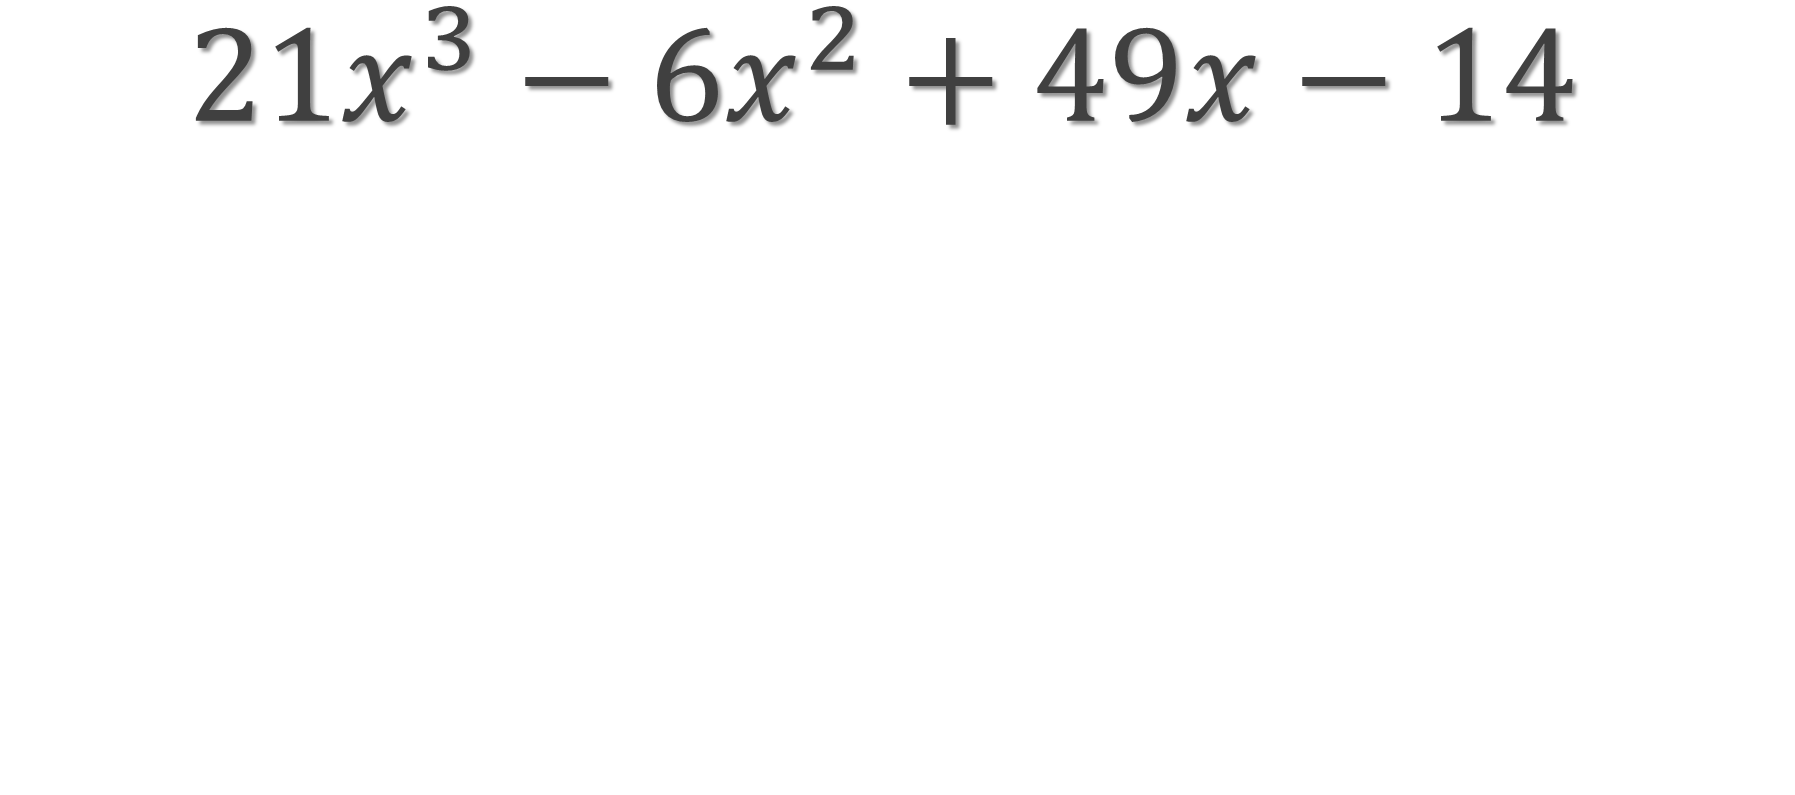 21x³ − 6x² + 49x − 14